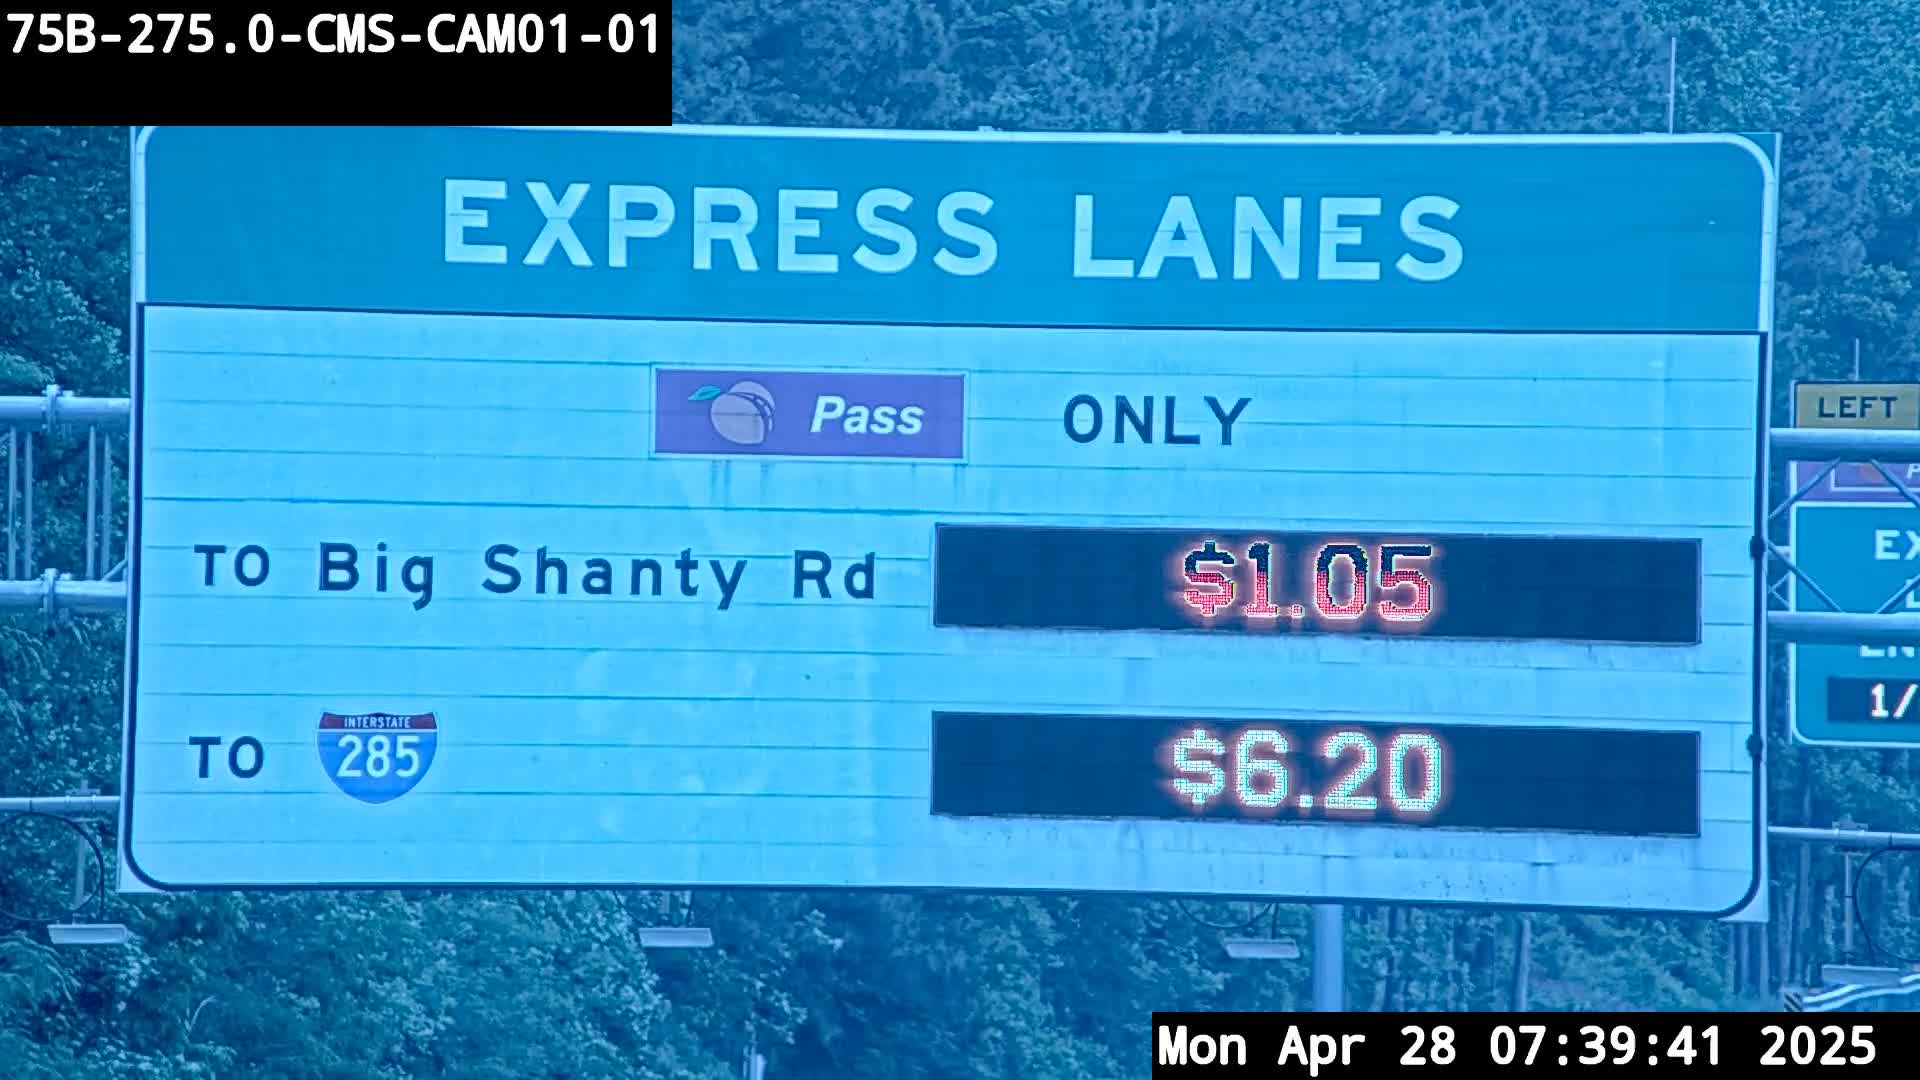 75B-275.0-CMS-CAM01-01
EXPRESS LANES
Pass ONLY
LEFT
TO Big Shanty Rd $1.05
TO INTERSTATE 285 $6.20
1/
Mon Apr 28 07:39:41 2025